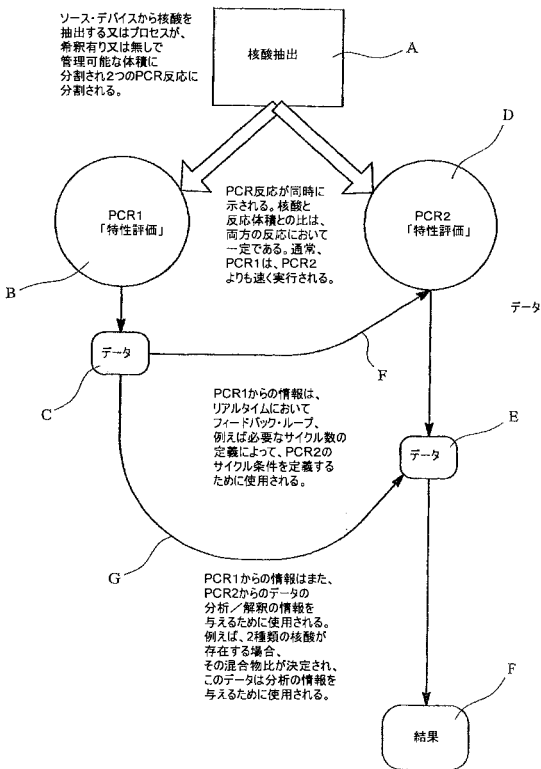 ソース・デバイスから核酸を
抽出する又はプロセスが、
希釈有り又は無しで
管理可能な体積に
分割され2つのPCR反応に
分割される。
核酸抽出
A
D
PCR1
「特性評価」
B
PCR反応が同時に
示される。核酸と
反応体積との比は、
両方の反応において
一定である。通常、
PCR1は、PCR2
よりも速く実行される。
PCR2
「特性評価」
データ
データ
C
F
PCR1からの情報は、
リアルタイムにおいて
フィードバック・ループ、
例えば必要なサイクル数の
定義によって、PCR2の
サイクル条件を定義する
ために使用される。
E
データ
G
PCR1からの情報はまた、
PCR2からのデータの
分析／解釈の情報を
与えるために使用される。
例えば、2種類の核酸が
存在する場合、
その混合物比が決定され、
このデータは分析の情報を
与えるために使用される。
F
結果